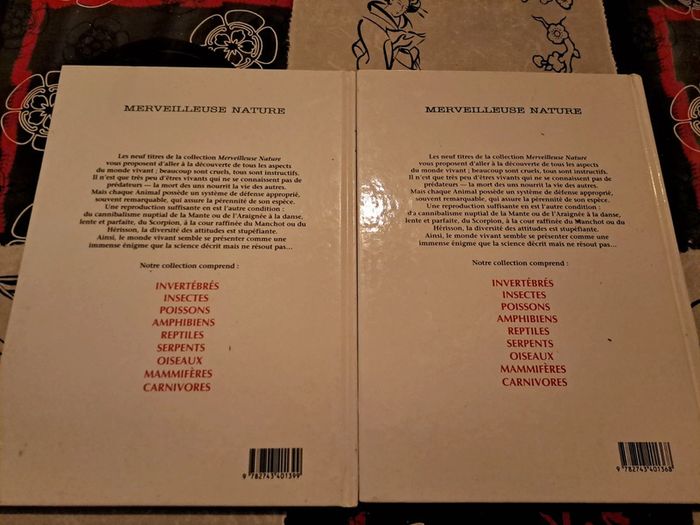 MERVEILLEUSE NATURE
Les neuf titres de la collection Merveilleuse Nature
vous proposent d'aller à la découverte de tous les aspects
du monde vivant ; beaucoup sont cruels, tous sont instructifs.
Il n'est que très peu d'êtres vivants qui ne se connaissent pas de
prédateurs — la mort des uns nourrit la vie des autres.
Mais chaque Animal possède un système de défense approprié,
souvent remarquable, qui assure la pérennité de son espèce.
Une reproduction suffisante en est l'autre condition :
du cannibalisme nuptial de la Mante ou de l'Araignée à la danse,
lente et parfaite, du Scorpion, à la cour raffinée du Manchot ou du
Hérisson, la diversité des attitudes est stupéfiante.
Ainsi, le monde vivant semble se présenter comme une
immense énigme que la science décrit mais ne résout pas...
Notre collection comprend :
INVERTÉBRÉS
INSECTES
POISSONS
AMPHIBIENS
REPTILES
SERPENTS
OISEAUX
MAMMIFÈRES
CARNIVORES
9 782743 401399
MERVEILLEUSE NATURE
Les neuf titres de la collection Merveilleuse Nature
vous proposent d'aller à la découverte de tous les aspects
du monde vivant ; beaucoup sont cruels, tous sont instructifs.
Il n'est que très peu d'êtres vivants qui ne se connaissent pas de
prédateurs — la mort des uns nourrit la vie des autres.
Mais chaque Animal possède un système de défense approprié,
souvent remarquable, qui assure la pérennité de son espèce.
Une reproduction suffisante en est l'autre condition :
du cannibalisme nuptial de la Mante ou de l'Araignée à la danse,
lente et parfaite, du Scorpion, à la cour raffinée du Manchot ou du
Hérisson, la diversité des attitudes est stupéfiante.
Ainsi, le monde vivant semble se présenter comme une
immense énigme que la science décrit mais ne résout pas...
Notre collection comprend :
INVERTÉBRÉS
INSECTES
POISSONS
AMPHIBIENS
REPTILES
SERPENTS
OISEAUX
MAMMIFÈRES
CARNIVORES
9 782743 401368